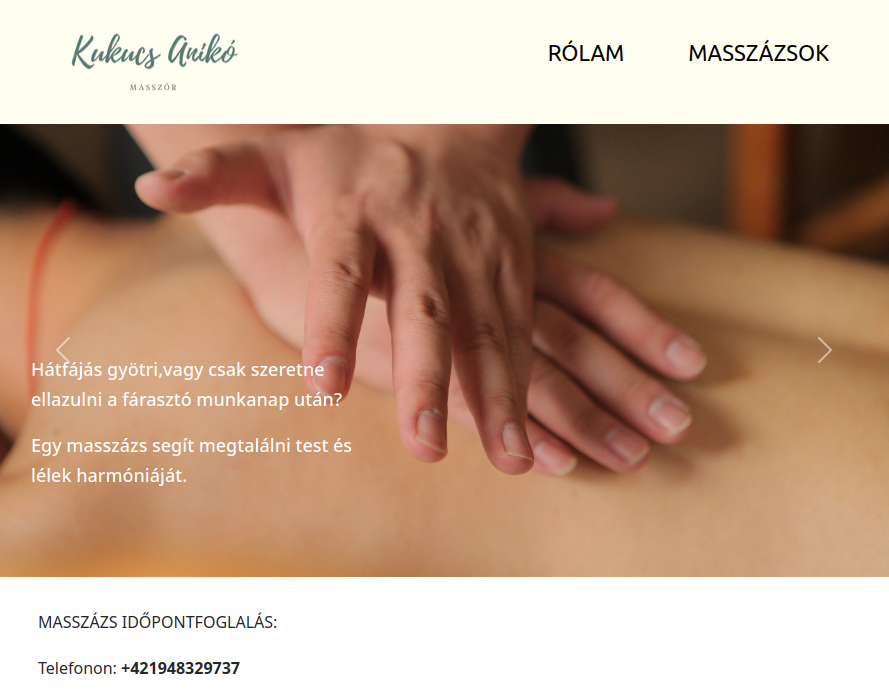 Kukucs Anikó
MASSZŐR
RÓLAM
MASSZÁZSOK
Hátfájás gyötri,vagy csak szeretne
ellazulni a fárasztó munkanap után?
Egy masszázs segít megtalálni test és
lélek harmóniáját.
MASSZÁZS IDŐPONTFOGLALÁS:
Telefonon: +421948329737